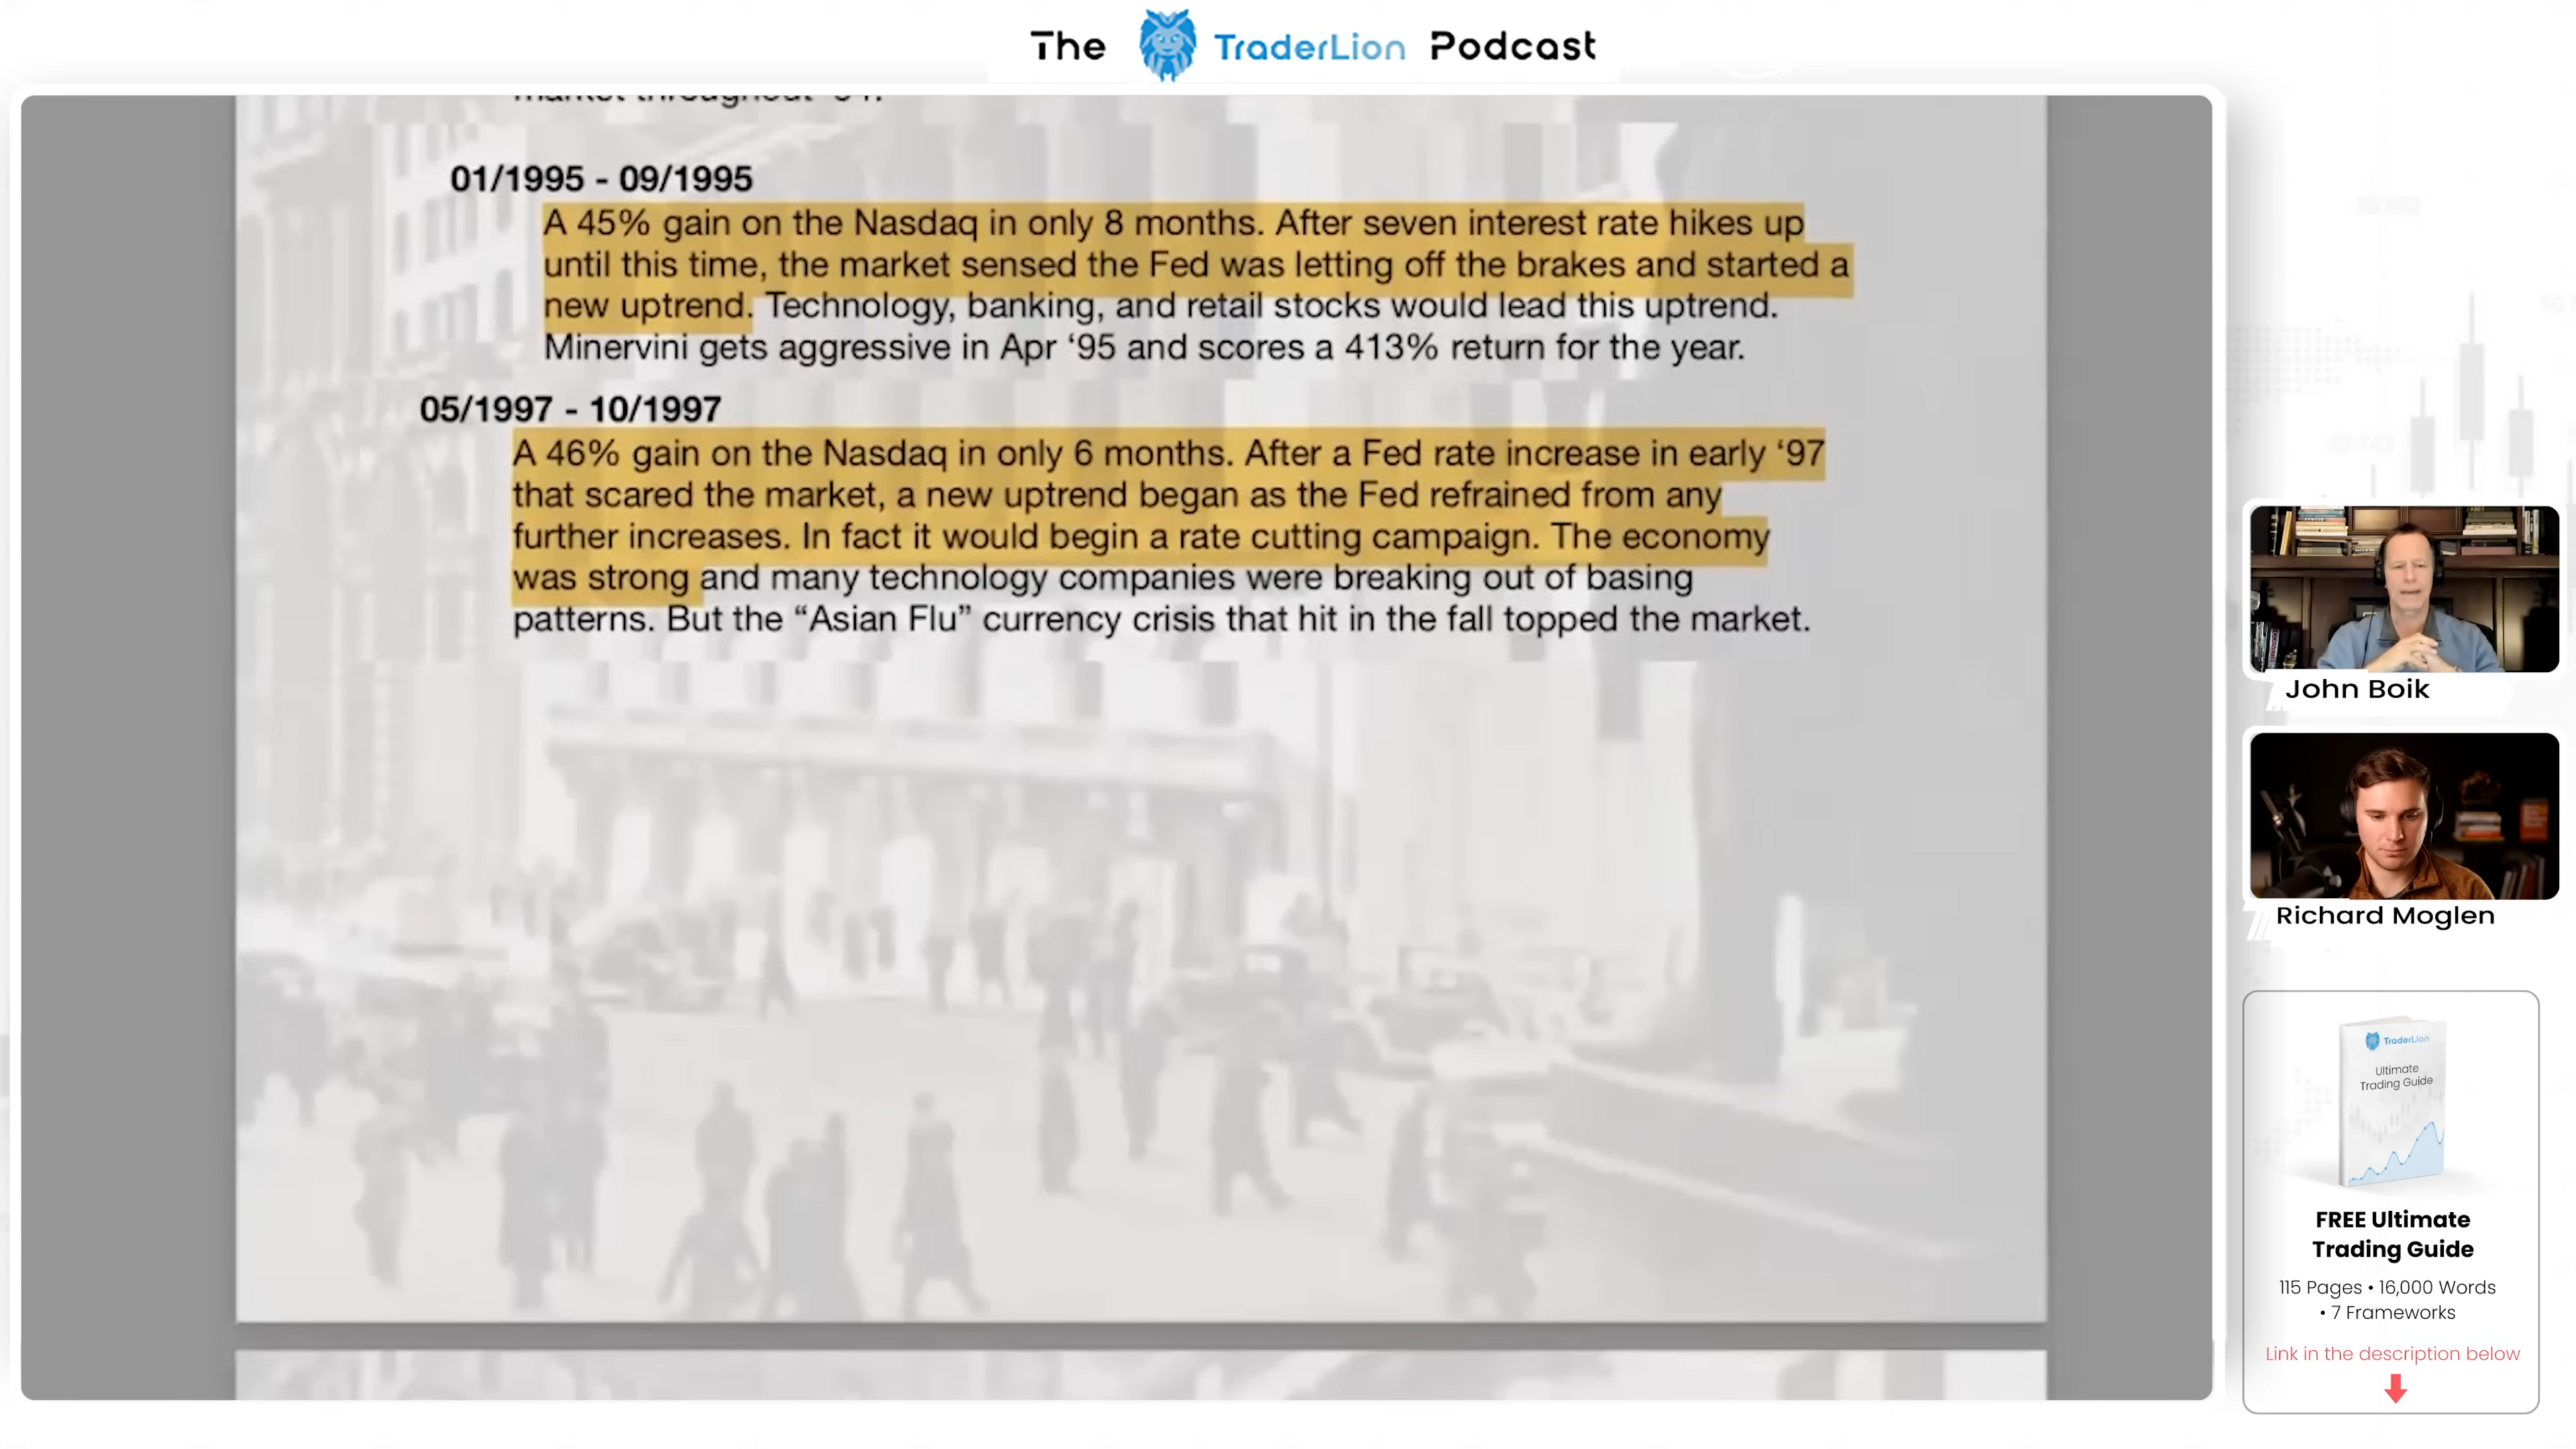 The TraderLion Podcast
market throughout
01/1995 - 09/1995
A 45% gain on the Nasdaq in only 8 months. After seven interest rate hikes up
until this time, the market sensed the Fed was letting off the brakes and started a
new uptrend. Technology, banking, and retail stocks would lead this uptrend.
Minervini gets aggressive in Apr ‘95 and scores a 413% return for the year.
05/1997 - 10/1997
A 46% gain on the Nasdaq in only 6 months. After a Fed rate increase in early ‘97
that scared the market, a new uptrend began as the Fed refrained from any
further increases. In fact it would begin a rate cutting campaign. The economy
was strong and many technology companies were breaking out of basing
patterns. But the “Asian Flu” currency crisis that hit in the fall topped the market.
John Boik
Richard Moglen
TraderLion
Ultimate
Trading Guide
FREE Ultimate
Trading Guide
115 Pages • 16,000 Words
• 7 Frameworks
Link in the description below